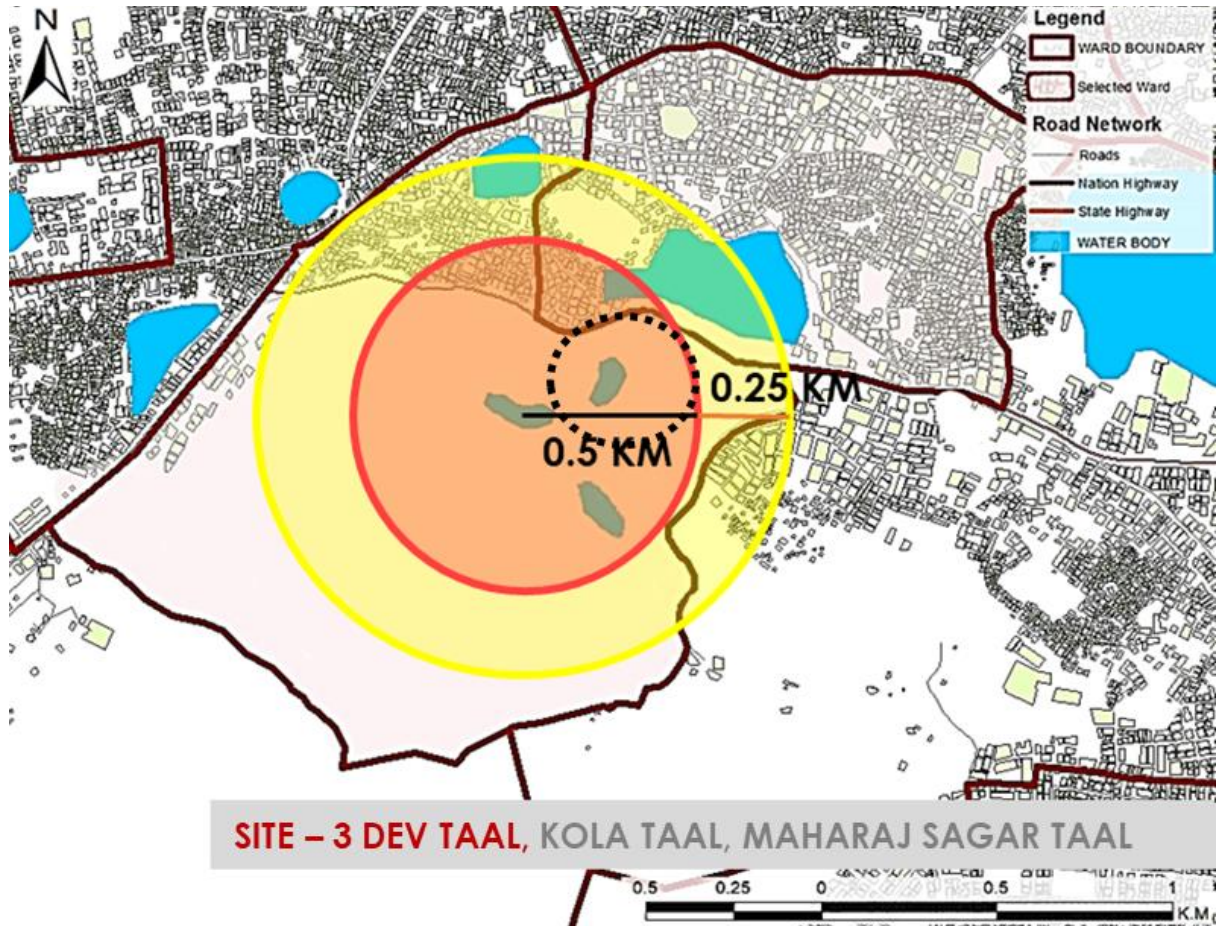 N
Legend
WARD BOUNDARY
Selected Ward
Road Network
Roads
Nation Highway
State Highway
WATER BODY
0.25 KM
0.5 KM
SITE – 3 DEV TAAL, KOLA TAAL, MAHARAJ SAGAR TAAL
0.5 0.25 0 0.5 1
K.M